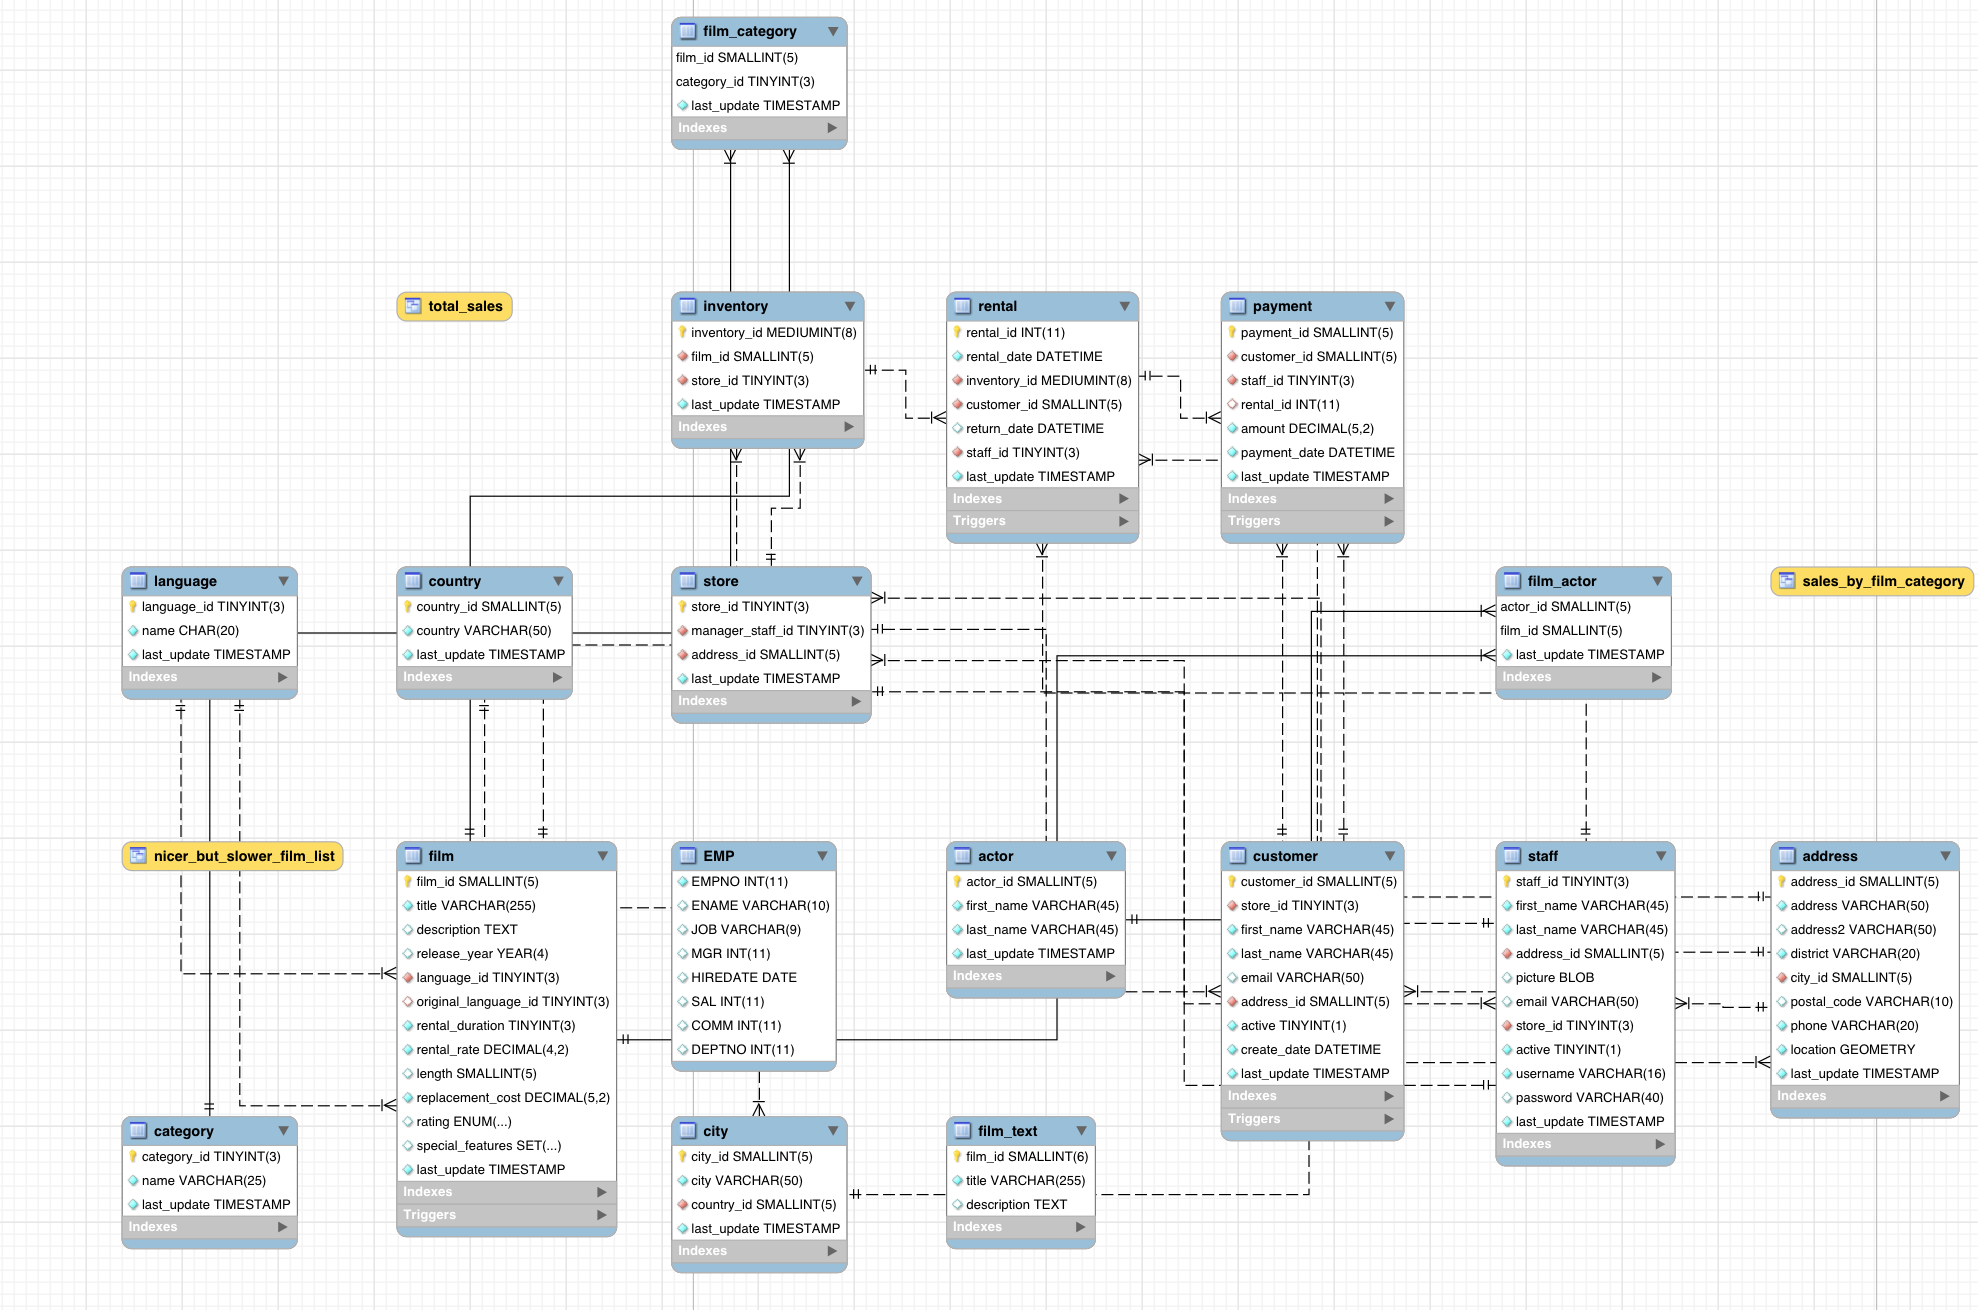 film_category
film_id SMALLINT(5)
category_id TINYINT(3)
last_update TIMESTAMP
Indexes
total_sales
inventory
inventory_id MEDIUMINT(8)
film_id SMALLINT(5)
store_id TINYINT(3)
last_update TIMESTAMP
Indexes
rental
rental_id INT(11)
rental_date DATETIME
inventory_id MEDIUMINT(8)
customer_id SMALLINT(5)
return_date DATETIME
staff_id TINYINT(3)
last_update TIMESTAMP
Indexes
Triggers
payment
payment_id SMALLINT(5)
customer_id SMALLINT(5)
staff_id TINYINT(3)
rental_id INT(11)
amount DECIMAL(5,2)
payment_date DATETIME
last_update TIMESTAMP
Indexes
Triggers
language
language_id TINYINT(3)
name CHAR(20)
last_update TIMESTAMP
Indexes
country
country_id SMALLINT(5)
country VARCHAR(50)
last_update TIMESTAMP
Indexes
store
store_id TINYINT(3)
manager_staff_id TINYINT(3)
address_id SMALLINT(5)
last_update TIMESTAMP
Indexes
film_actor
actor_id SMALLINT(5)
film_id SMALLINT(5)
last_update TIMESTAMP
Indexes
sales_by_film_category
nicer_but_slower_film_list
film
film_id SMALLINT(5)
title VARCHAR(255)
description TEXT
release_year YEAR(4)
language_id TINYINT(3)
original_language_id TINYINT(3)
rental_duration TINYINT(3)
rental_rate DECIMAL(4,2)
length SMALLINT(5)
replacement_cost DECIMAL(5,2)
rating ENUM(...)
special_features SET(...)
last_update TIMESTAMP
Indexes
Triggers
EMP
EMPNO INT(11)
ENAME VARCHAR(10)
JOB VARCHAR(9)
MGR INT(11)
HIREDATE DATE
SAL INT(11)
COMM INT(11)
DEPTNO INT(11)
actor
actor_id SMALLINT(5)
first_name VARCHAR(45)
last_name VARCHAR(45)
last_update TIMESTAMP
Indexes
customer
customer_id SMALLINT(5)
store_id TINYINT(3)
first_name VARCHAR(45)
last_name VARCHAR(45)
email VARCHAR(50)
address_id SMALLINT(5)
active TINYINT(1)
create_date DATETIME
last_update TIMESTAMP
Indexes
Triggers
staff
staff_id TINYINT(3)
first_name VARCHAR(45)
last_name VARCHAR(45)
address_id SMALLINT(5)
picture BLOB
email VARCHAR(50)
store_id TINYINT(3)
active TINYINT(1)
username VARCHAR(16)
password VARCHAR(40)
last_update TIMESTAMP
Indexes
address
address_id SMALLINT(5)
address VARCHAR(50)
address2 VARCHAR(50)
district VARCHAR(20)
city_id SMALLINT(5)
postal_code VARCHAR(10)
phone VARCHAR(20)
location GEOMETRY
last_update TIMESTAMP
Indexes
category
category_id TINYINT(3)
name VARCHAR(25)
last_update TIMESTAMP
Indexes
city
city_id SMALLINT(5)
city VARCHAR(50)
country_id SMALLINT(5)
last_update TIMESTAMP
Indexes
film_text
film_id SMALLINT(6)
title VARCHAR(255)
description TEXT
Indexes